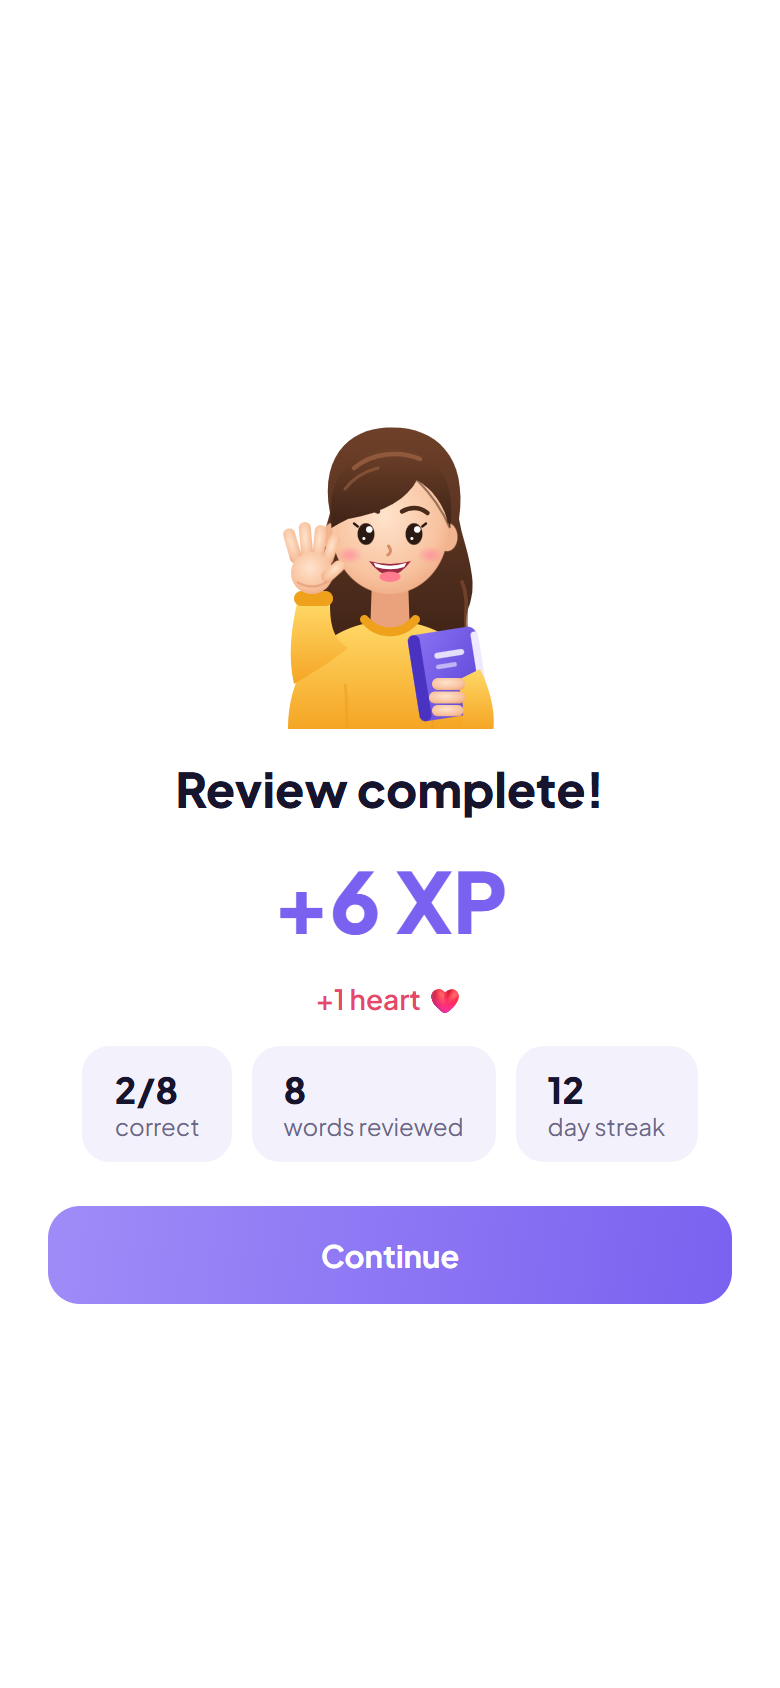 Review complete!
+6 XP
+1 heart
2/8
correct
8
words reviewed
12
day streak
Continue